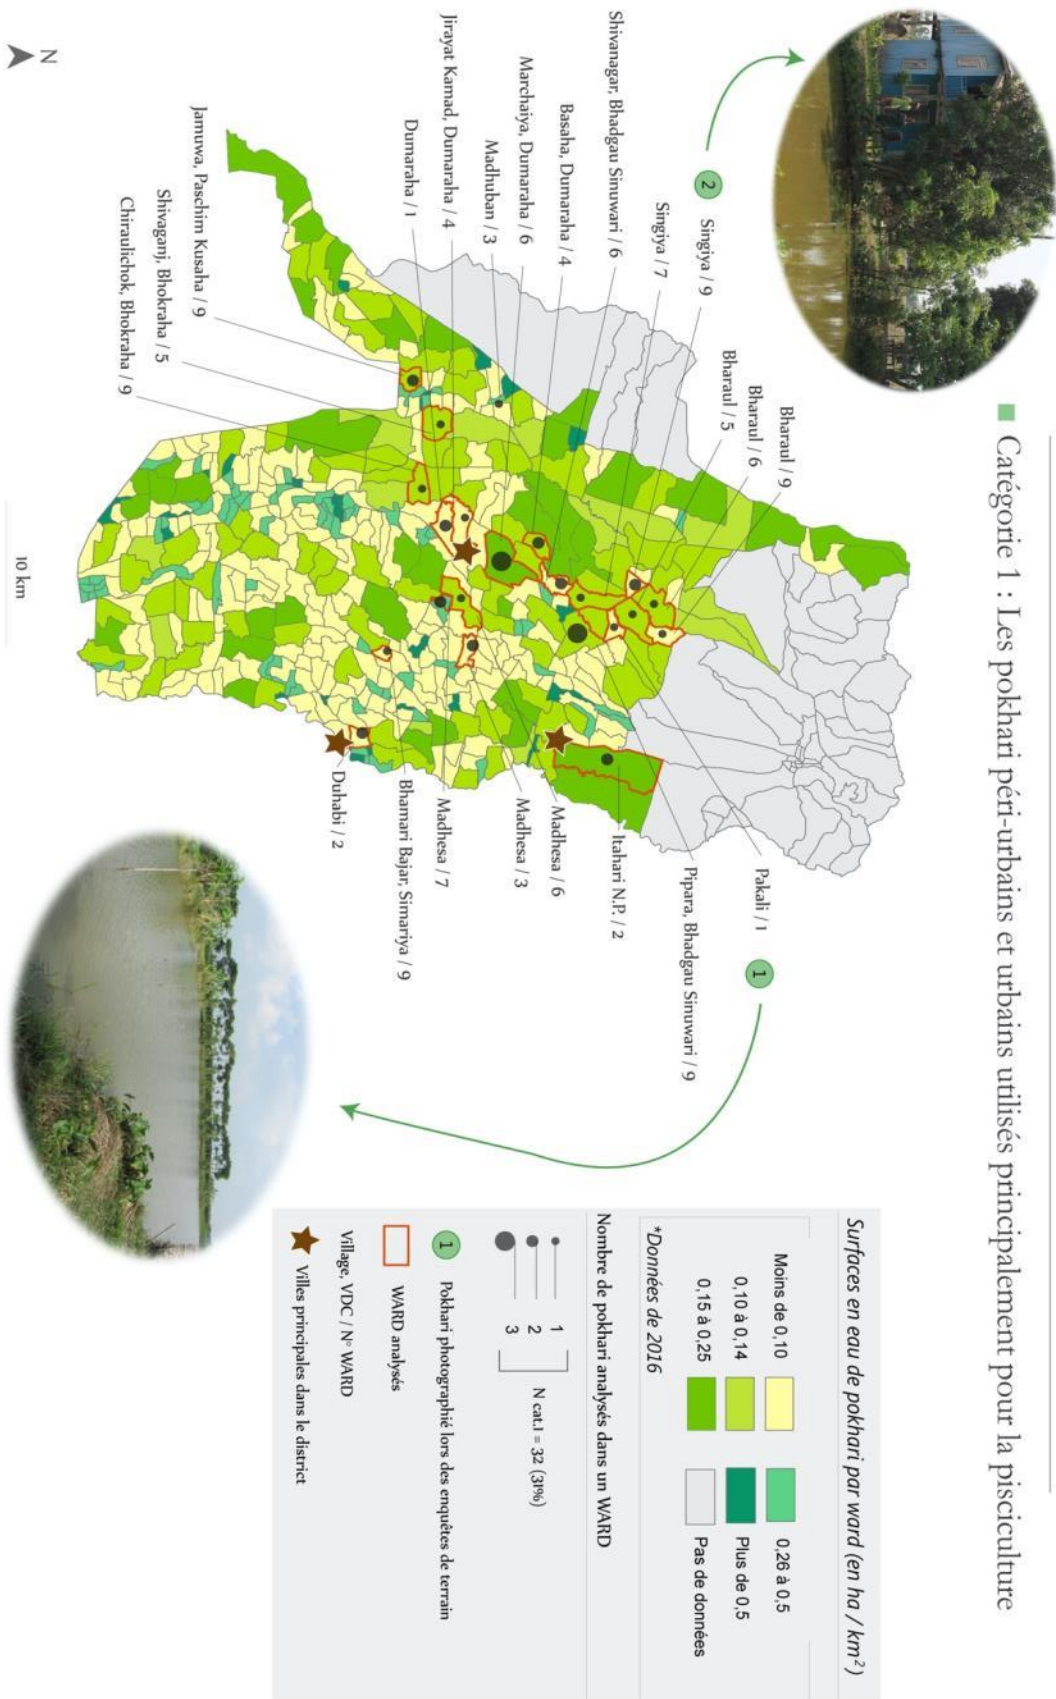 Catégorie 1 : Les pokhari péri-urbains et urbains utilisés principalement pour la pisciculture
Shivanagar, Bhadgau Sinuwari / 6
Basaha, Dumaraha / 4
Marchaiya, Dumaraha / 6
Madhuban / 3
Jirayat Kamad, Dumaraha / 4
Dumaraha / 1
Jamuwa, Paschim Kusaha / 9
Shivaganj, Bhokraha / 5
Chiraulichok, Bhokraha / 9
Singiya / 7
2
Singiya / 9
Bharaul / 5
Bharaul / 6
Bharaul / 9
Pakali / 1
1
Pipara, Bhadgau Sinuwari / 9
Itahari N.P. / 2
Madhesa / 6
Madhesa / 3
Madhesa / 7
Bhamari Bajar, Simariya / 9
Duhabi / 2
N
10 km
Surfaces en eau de pokhari par ward (en ha / km²)
Moins de 0,10
0,10 à 0,14
0,15 à 0,25
0,26 à 0,5
Plus de 0,5
Pas de données
*Données de 2016
Nombre de pokhari analysés dans un WARD
1
2
3
N cat.1 = 32 (31%)
1
Pokhari photographié lors des enquêtes de terrain
WARD analysés
Village, VDC / N° WARD
Villes principales dans le district